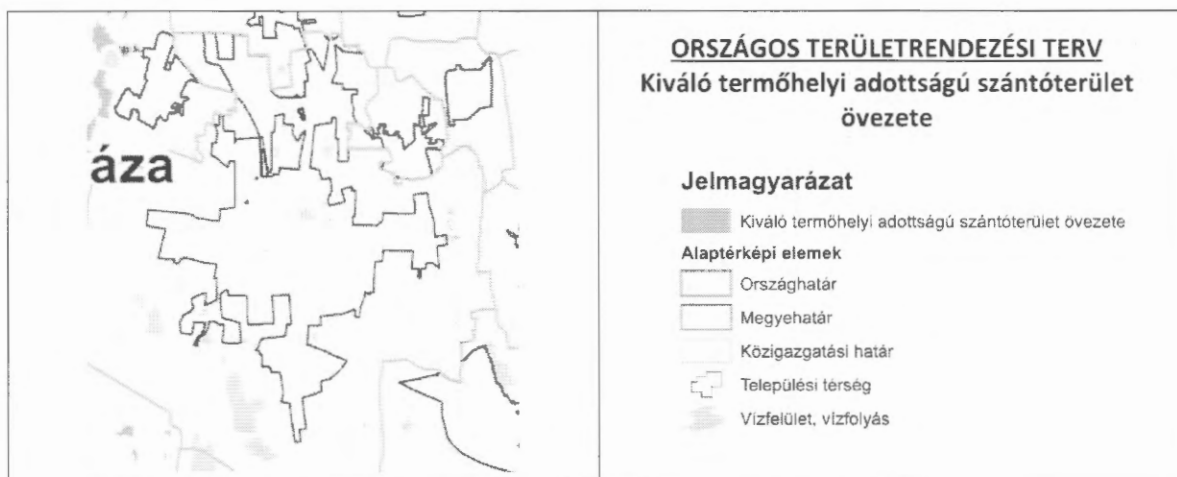 áza
ORSZÁGOS TERÜLETRENDEZÉSI TERV
Kiváló termőhelyi adottságú szántóterület
övezete
Jelmagyarázat
Kiváló termőhelyi adottságú szántóterület övezete
Alaptérképi elemek
Országhatár
Megyehatár
Közigazgatási határ
Települési térség
Vízfelület, vízfolyás